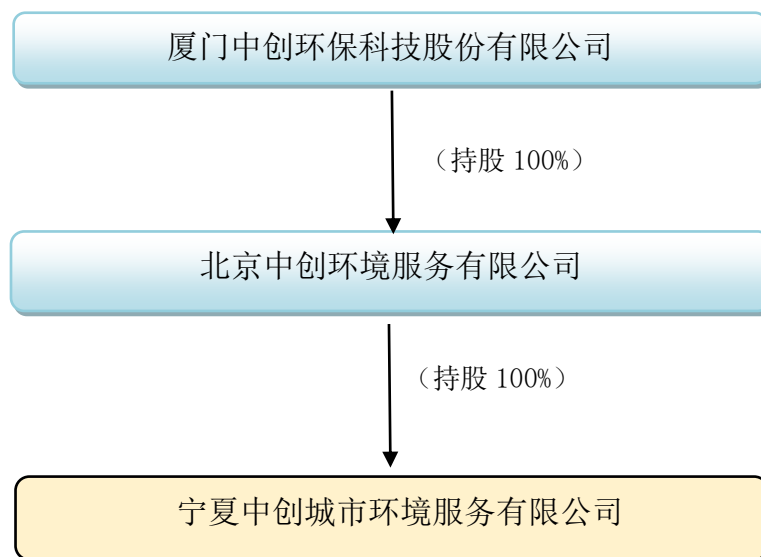 厦门中创环保科技股份有限公司
（持股 100%）
北京中创环境服务有限公司
（持股 100%）
宁夏中创城市环境服务有限公司